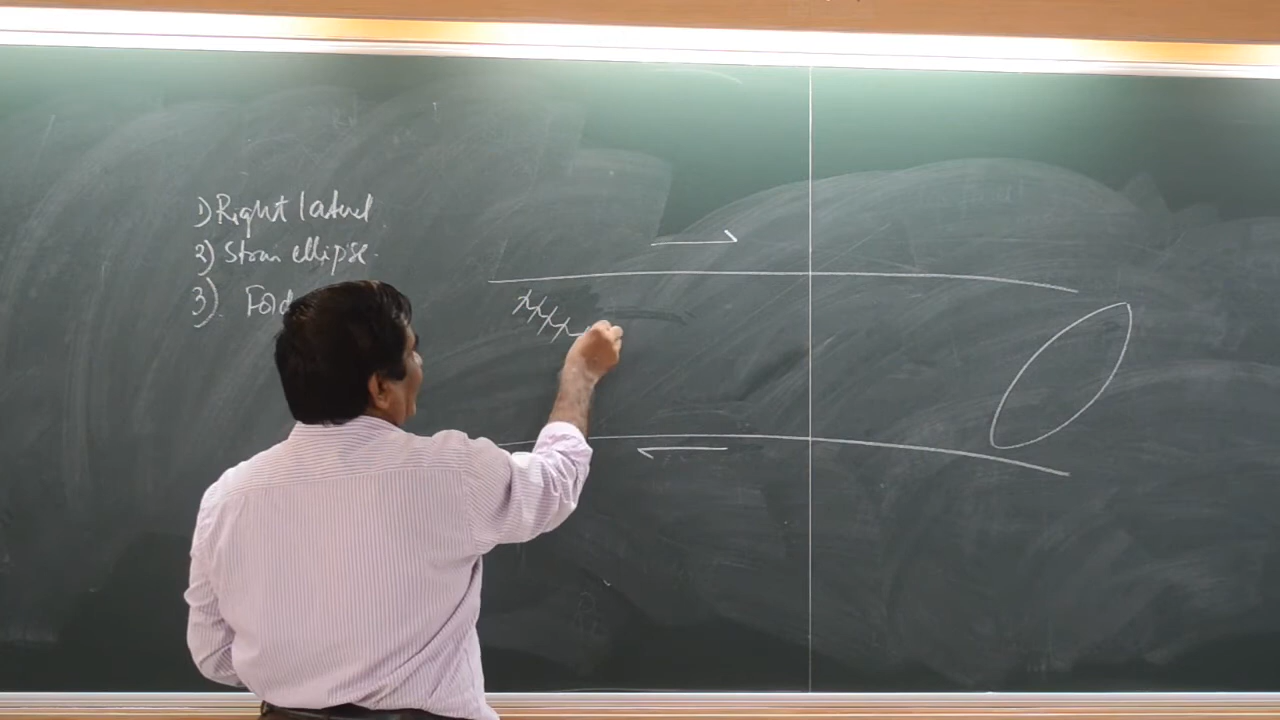 1) Right lateral
2) Strain ellipse.
3). Fold